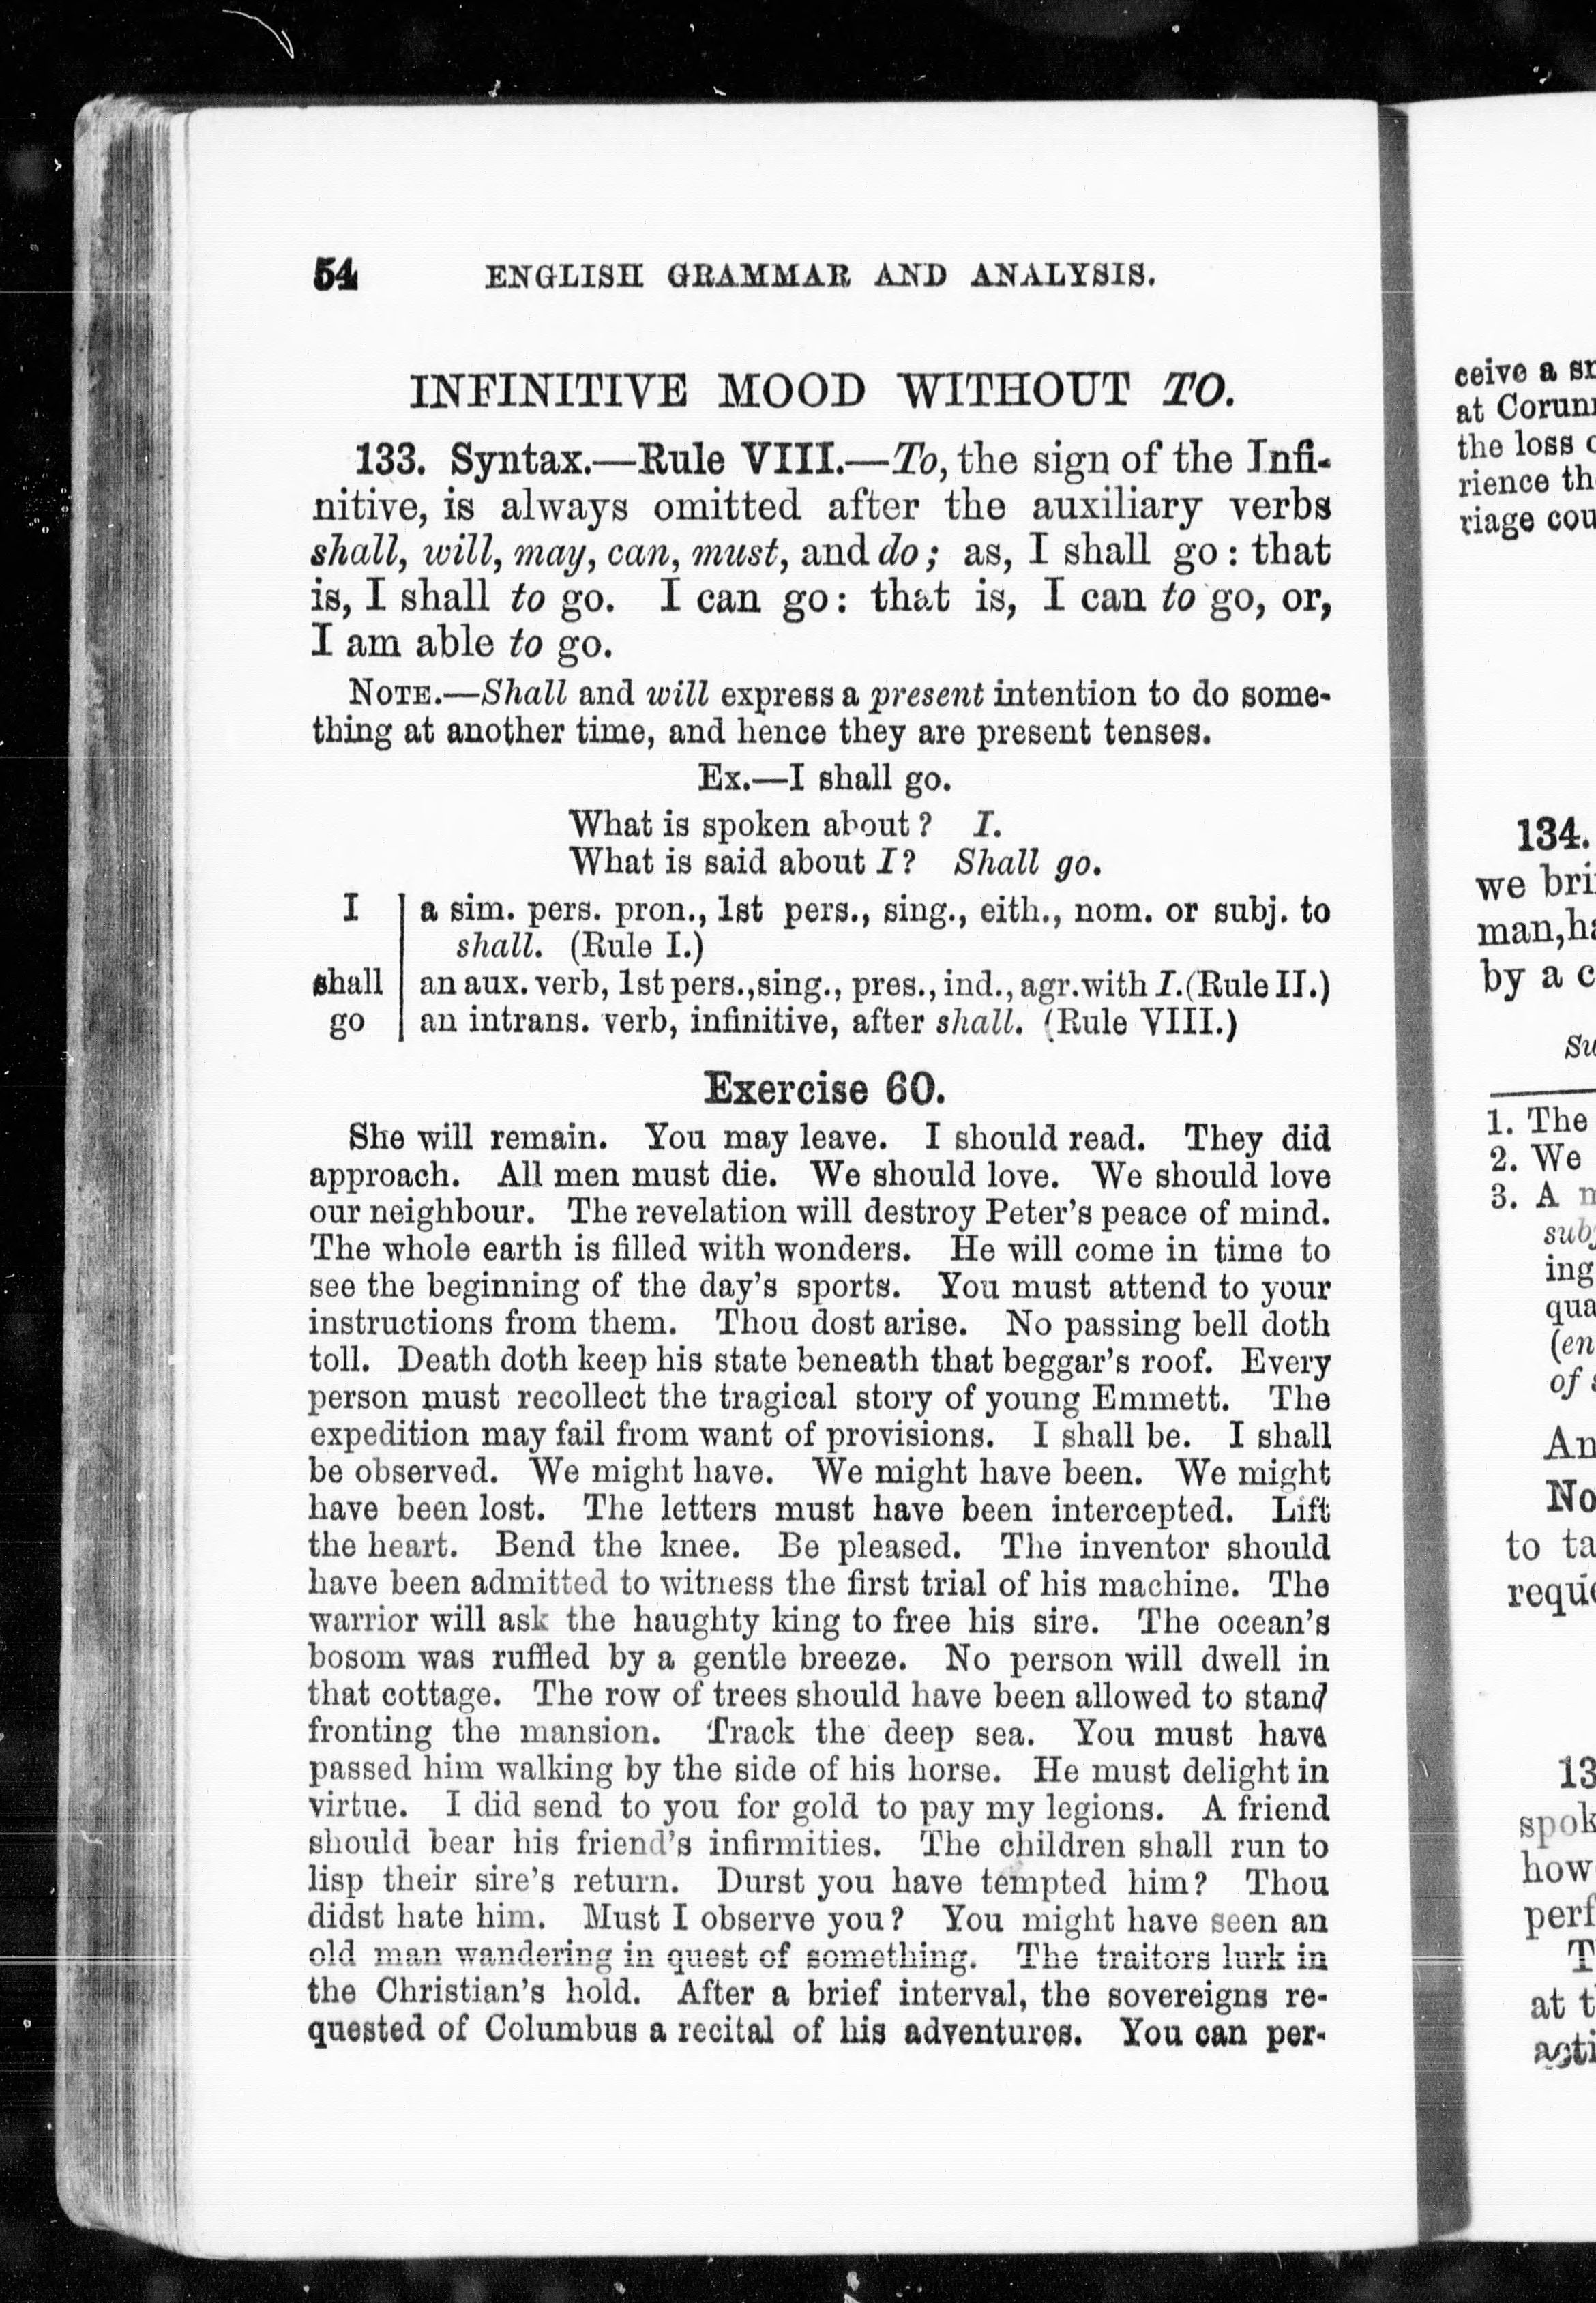 54 ENGLISH GRAMMAR AND ANALYSIS.
INFINITIVE MOOD WITHOUT TO.
133. Syntax.—Rule VIII.—To, the sign of the Infi-
nitive, is always omitted after the auxiliary verbs
shall, will, may, can, must, and do; as, I shall go: that
is, I shall to go. I can go: that is, I can to go, or,
I am able to go.
NOTE.—Shall and will express a present intention to do some-
thing at another time, and hence they are present tenses.
Ex.—I shall go.
What is spoken about? I.
What is said about I? Shall go.
I a sim. pers. pron., 1st pers., sing., eith., nom. or subj. to
shall. (Rule I.)
shall an aux. verb, 1st pers., sing., pres., ind., agr. with I. (Rule II.)
go an intrans. verb, infinitive, after shall. (Rule VIII.)
Exercise 60.
She will remain. You may leave. I should read. They did
approach. All men must die. We should love. We should love
our neighbour. The revelation will destroy Peter's peace of mind.
The whole earth is filled with wonders. He will come in time to
see the beginning of the day's sports. You must attend to your
instructions from them. Thou dost arise. No passing bell doth
toll. Death doth keep his state beneath that beggar's roof. Every
person must recollect the tragical story of young Emmett. The
expedition may fail from want of provisions. I shall be. I shall
be observed. We might have. We might have been. We might
have been lost. The letters must have been intercepted. Lift
the heart. Bend the knee. Be pleased. The inventor should
have been admitted to witness the first trial of his machine. The
warrior will ask the haughty king to free his sire. The ocean's
bosom was ruffled by a gentle breeze. No person will dwell in
that cottage. The row of trees should have been allowed to stand
fronting the mansion. Track the deep sea. You must have
passed him walking by the side of his horse. He must delight in
virtue. I did send to you for gold to pay my legions. A friend
should bear his friend's infirmities. The children shall run to
lisp their sire's return. Durst you have tempted him? Thou
didst hate him. Must I observe you? You might have seen an
old man wandering in quest of something. The traitors lurk in
the Christian's hold. After a brief interval, the sovereigns re-
quested of Columbus a recital of his adventures. You can per-
ceive a
at
the loss
rience
134.
we
man,
by a
1. The
2. We
3. A
ing
to
how
at